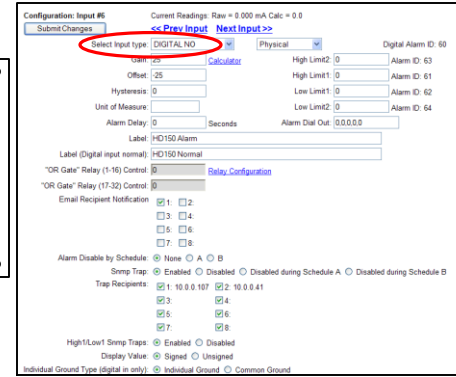 Configuration: Input #6 Current Readings: Raw = 0.000 mA Calc = 0.0
Submit Changes << Prev Input Next Input >>
Select Input type: DIGITAL NO Physical Digital Alarm ID: 60
Gain: 25 Calculator High Limit2: 0 Alarm ID: 63
Offset: -25 High Limit1: 0 Alarm ID: 61
Hysteresis: 0 Low Limit1: 0 Alarm ID: 62
Unit of Measure: Low Limit2: 0 Alarm ID: 64
Alarm Delay: 0 Seconds Alarm Dial Out: 0,0,0,0,0
Label: HD150 Alarm
Label (Digital input normal): HD150 Normal
"OR Gate" Relay (1-16) Control: 0 Relay Configuration
"OR Gate" Relay (17-32) Control: 0
Email Recipient Notification 1: 2:
3: 4:
5: 6:
7: 8:
Alarm Disable by Schedule: None A B
Snmp Trap: Enabled Disabled Disabled during Schedule A Disabled during Schedule B
Trap Recipients: 1: 10.0.0.107 2: 10.0.0.41
3: 4:
5: 6:
7: 8:
High1/Low1 Snmp Traps: Enabled Disabled
Display Value: Signed Unsigned
Individual Ground Type (digital in only): Individual Ground Common Ground